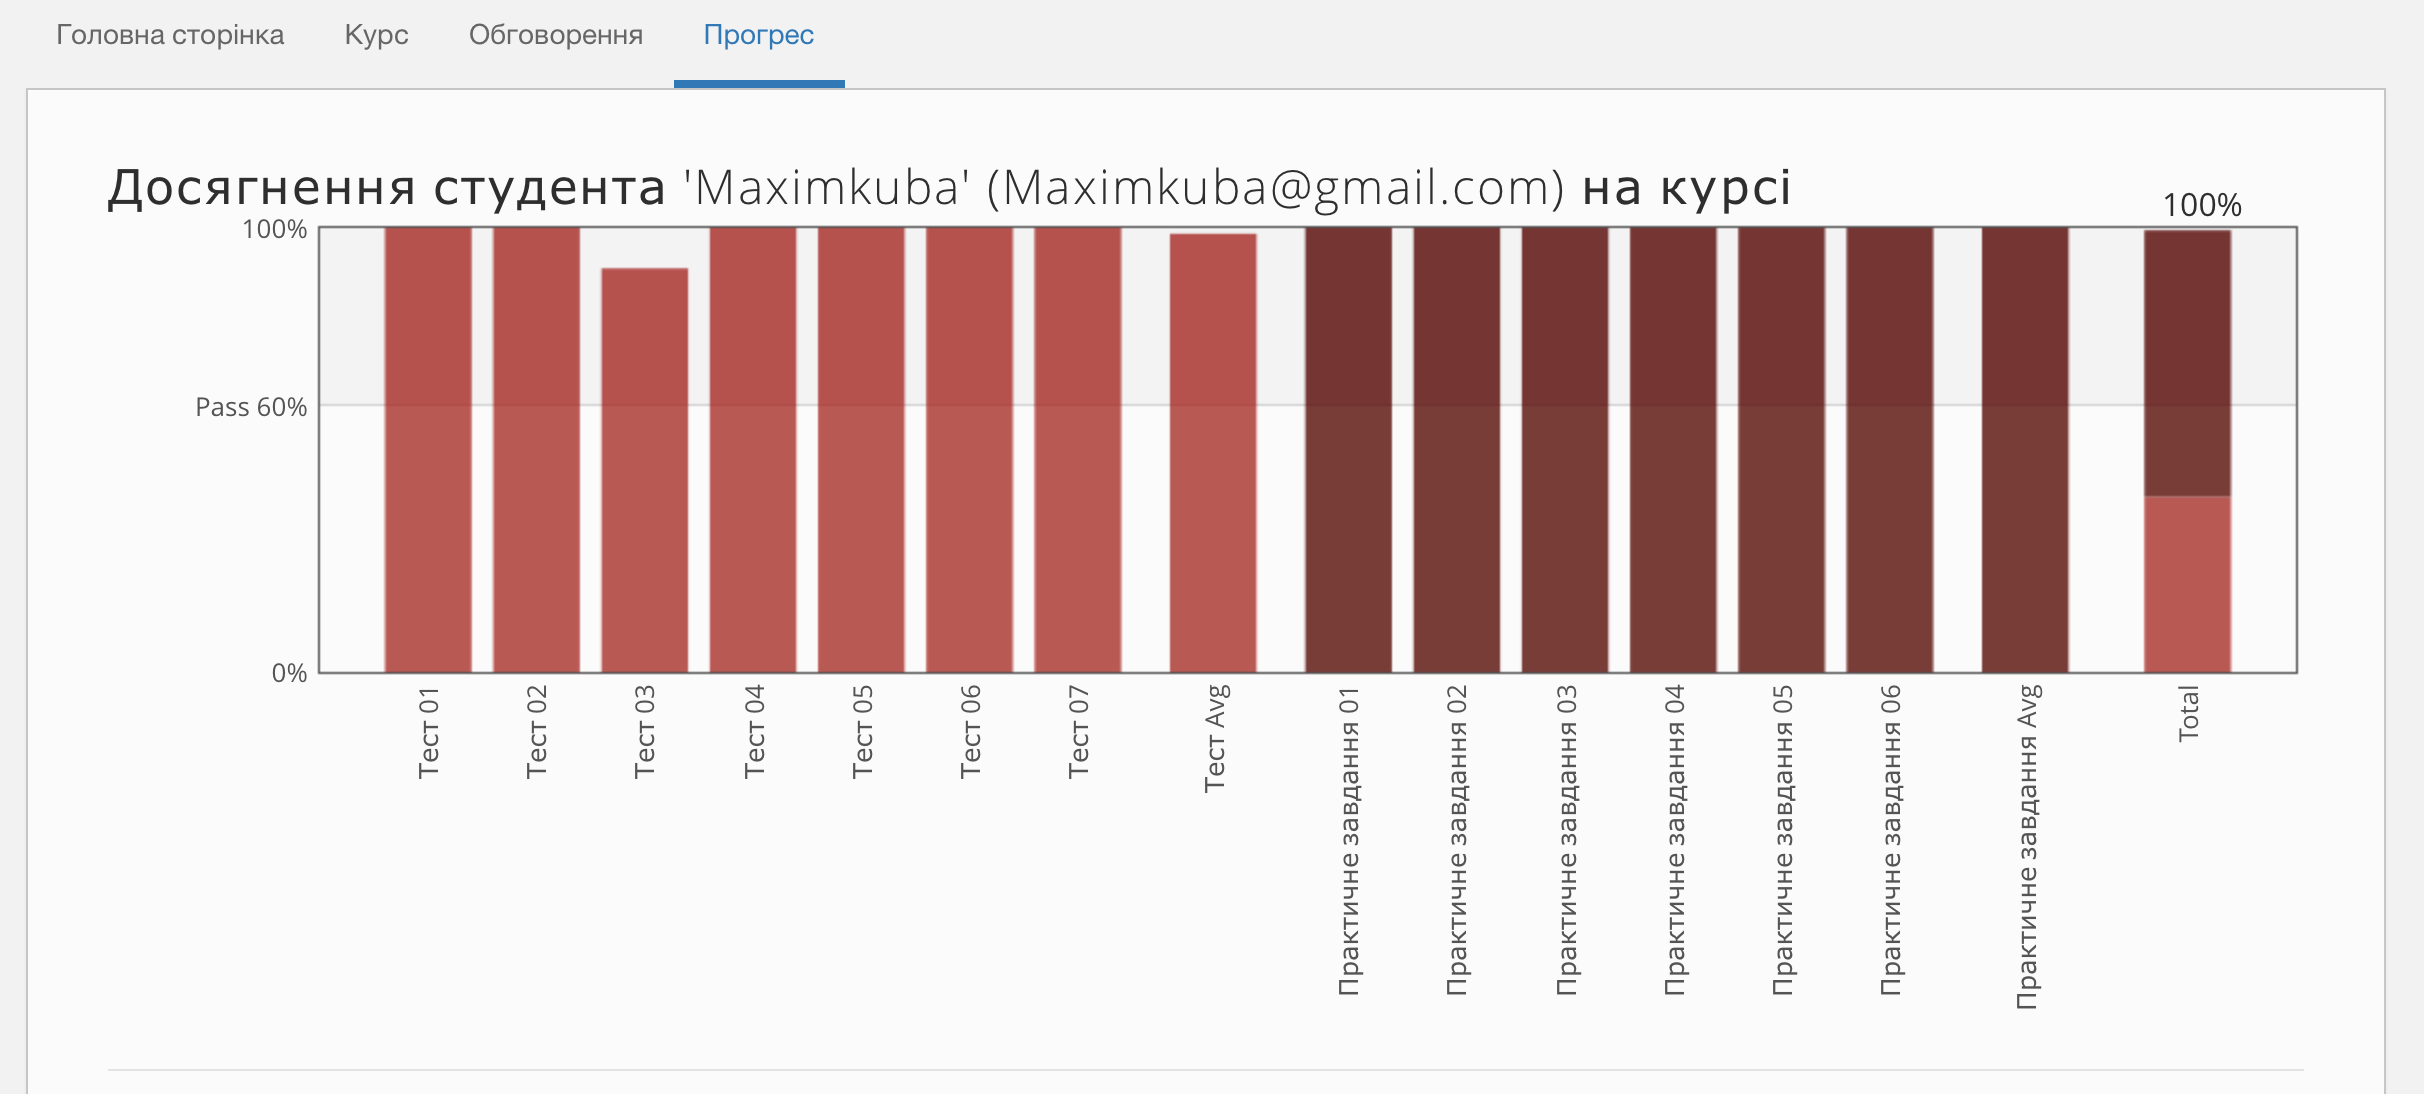 Головна сторінка Курс Обговорення Прогрес
Досягнення студента 'Maximkuba' (Maximkuba@gmail.com) на курсі
100%
100%
Pass 60%
0%
Тест 01
Тест 02
Тест 03
Тест 04
Тест 05
Тест 06
Тест 07
Тест Avg
Практичне завдання 01
Практичне завдання 02
Практичне завдання 03
Практичне завдання 04
Практичне завдання 05
Практичне завдання 06
Практичне завдання Avg
Total